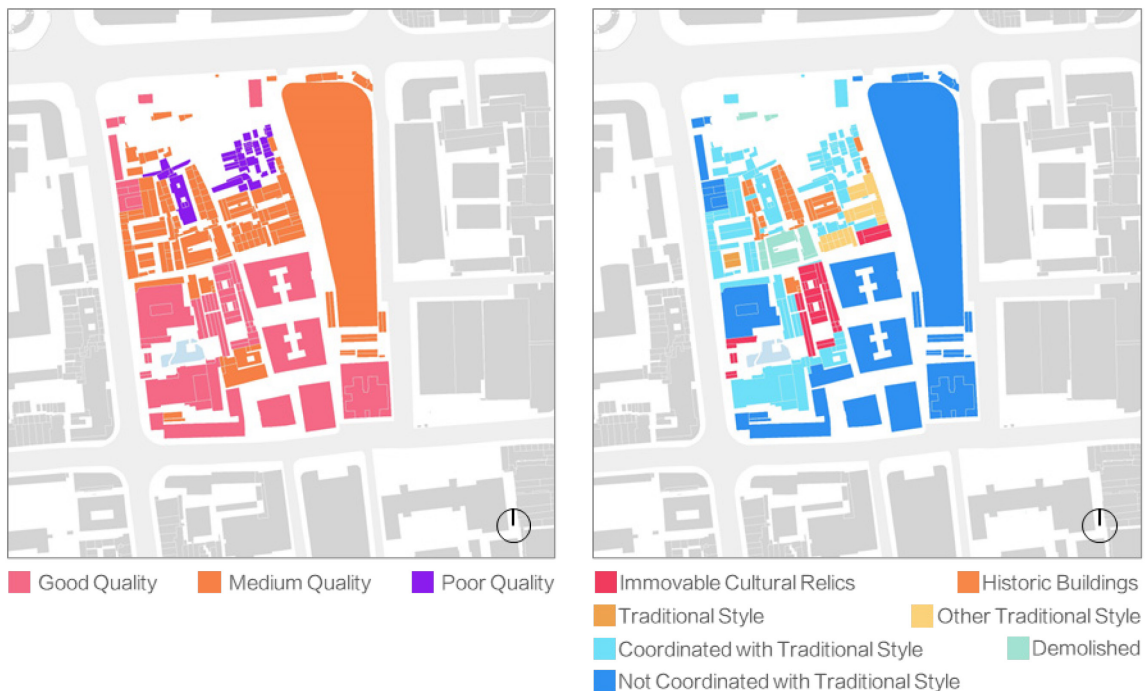 Good Quality
Medium Quality
Poor Quality
Immovable Cultural Relics
Historic Buildings
Traditional Style
Other Traditional Style
Coordinated with Traditional Style
Demolished
Not Coordinated with Traditional Style